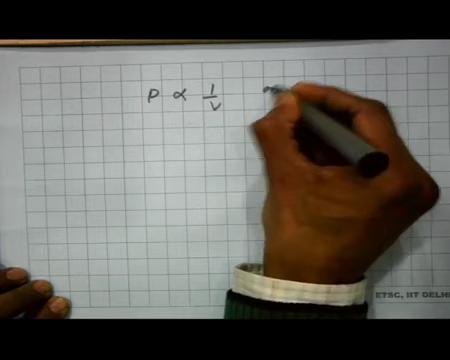 P ∝ 1/V
ETSC, IIT DELHI